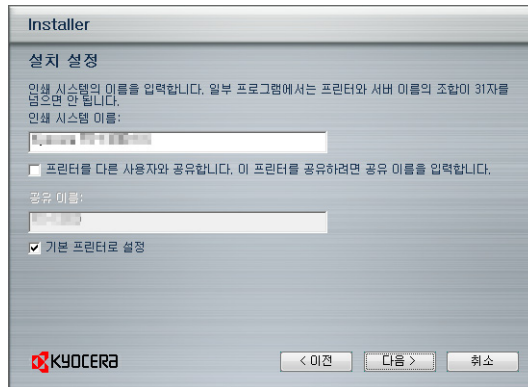 Installer
설치 설정
인쇄 시스템의 이름을 입력합니다. 일부 프로그램에서는 프린터와 서버 이름의 조합이 31자를
넘으면 안 됩니다.
인쇄 시스템 이름:
프린터를 다른 사용자와 공유합니다. 이 프린터를 공유하려면 공유 이름을 입력합니다.
공유 이름:
기본 프린터로 설정
KYOCERA
< 이전 다음 > 취소